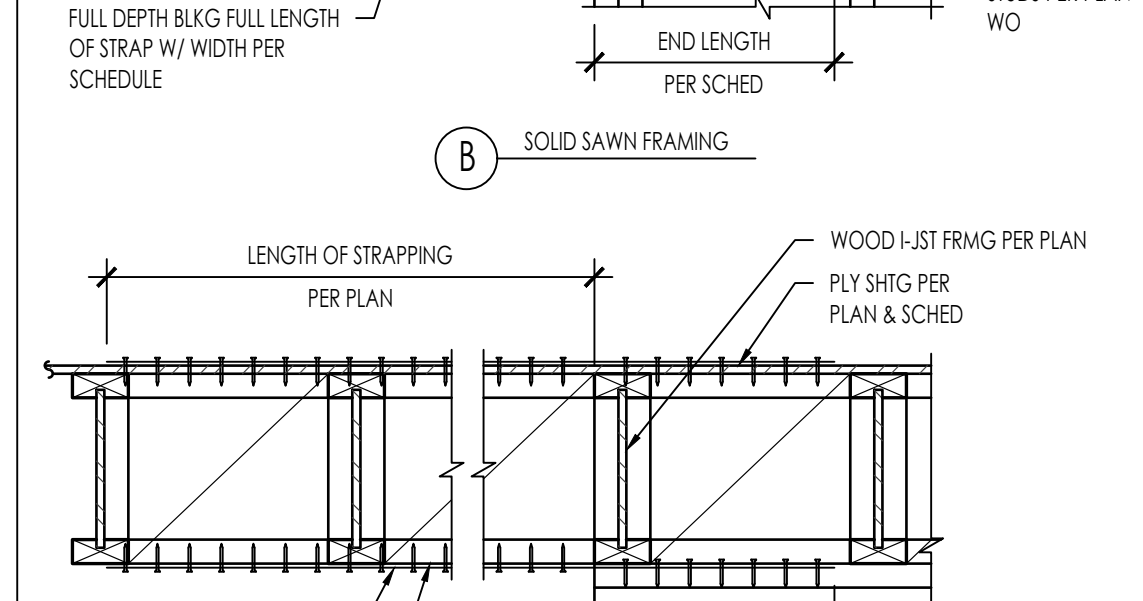 FULL DEPTH BLKG FULL LENGTH
OF STRAP W/ WIDTH PER
SCHEDULE
END LENGTH
PER SCHED
WO
B
SOLID SAWN FRAMING
LENGTH OF STRAPPING
PER PLAN
WOOD I-JST FRMG PER PLAN
PLY SHTG PER
PLAN & SCHED